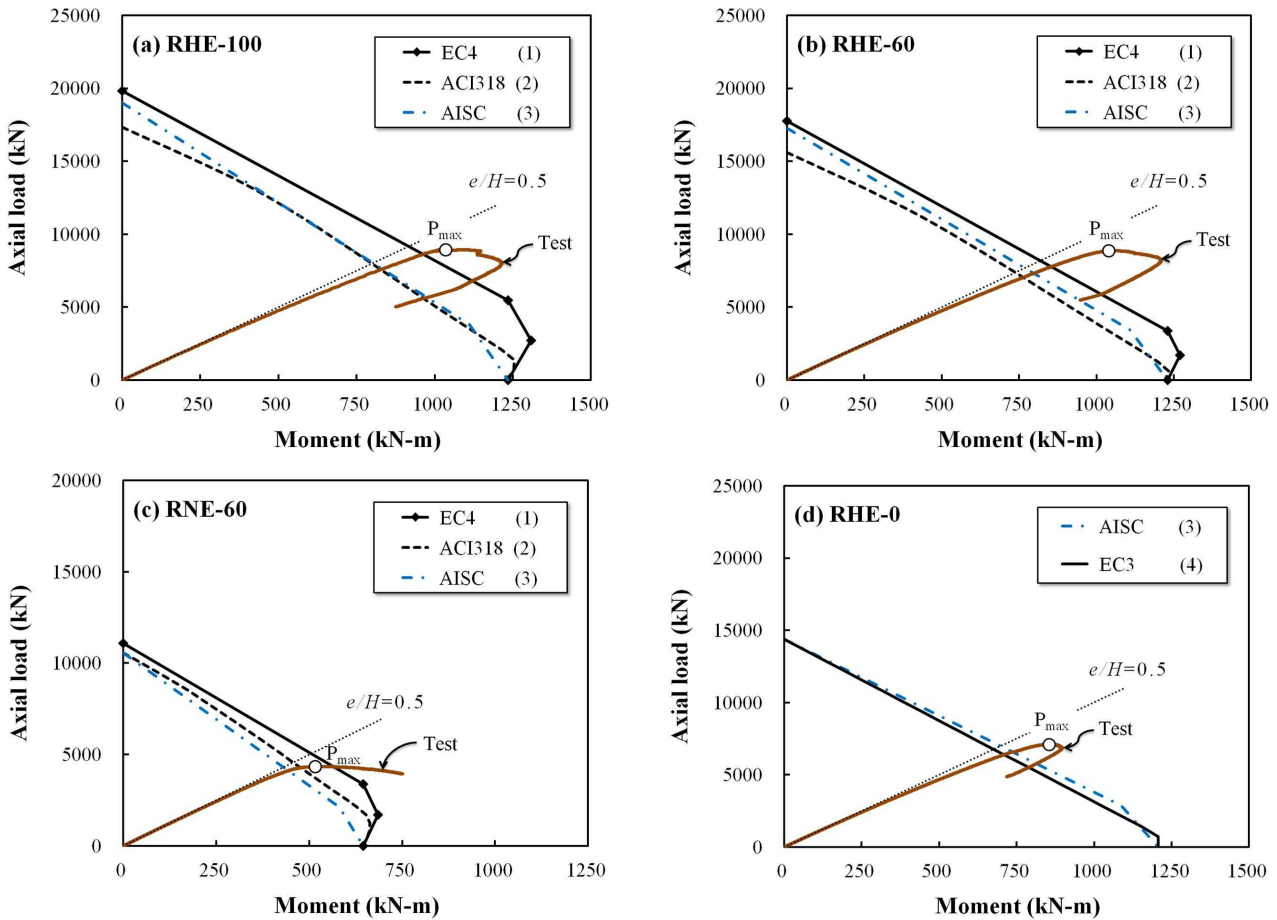 (a) RHE-100
EC4 (1)
ACI318 (2)
AISC (3)
25000
20000
15000
10000
5000
0
Axial load (kN)
e/H=0.5
Pmax
Test
0 250 500 750 1000 1250 1500
Moment (kN-m)
(b) RHE-60
EC4 (1)
ACI318 (2)
AISC (3)
25000
20000
15000
10000
5000
0
Axial load (kN)
e/H=0.5
Pmax
Test
0 250 500 750 1000 1250 1500
Moment (kN-m)
(c) RNE-60
EC4 (1)
ACI318 (2)
AISC (3)
20000
15000
10000
5000
0
Axial load (kN)
e/H=0.5
Pmax
Test
0 250 500 750 1000 1250
Moment (kN-m)
(d) RHE-0
AISC (3)
EC3 (4)
25000
20000
15000
10000
5000
0
Axial load (kN)
e/H=0.5
Pmax
Test
0 250 500 750 1000 1250 1500
Moment (kN-m)